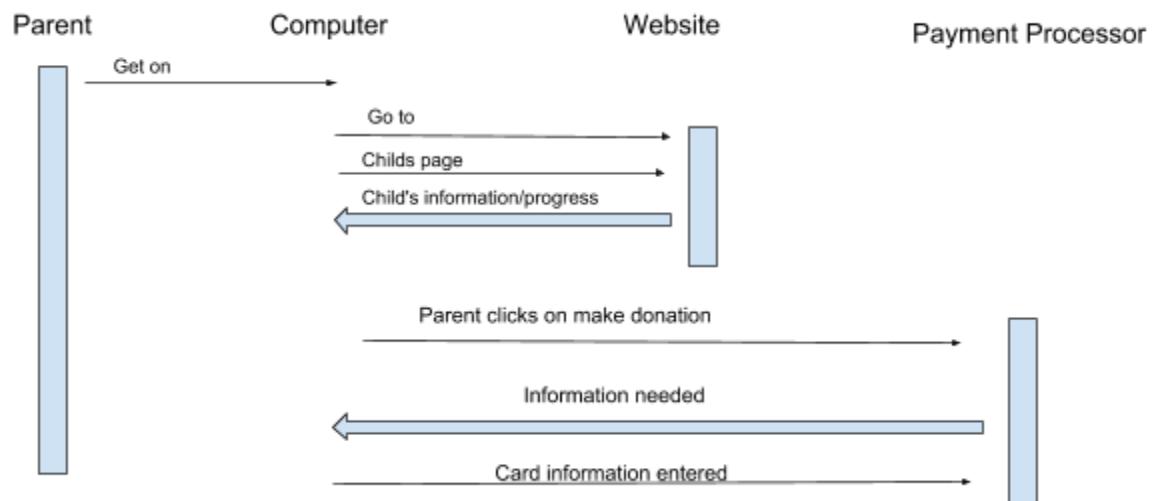 Parent
Computer
Website
Payment Processor
Get on
Go to
Childs page
Child's information/progress
Parent clicks on make donation
Information needed
Card information entered